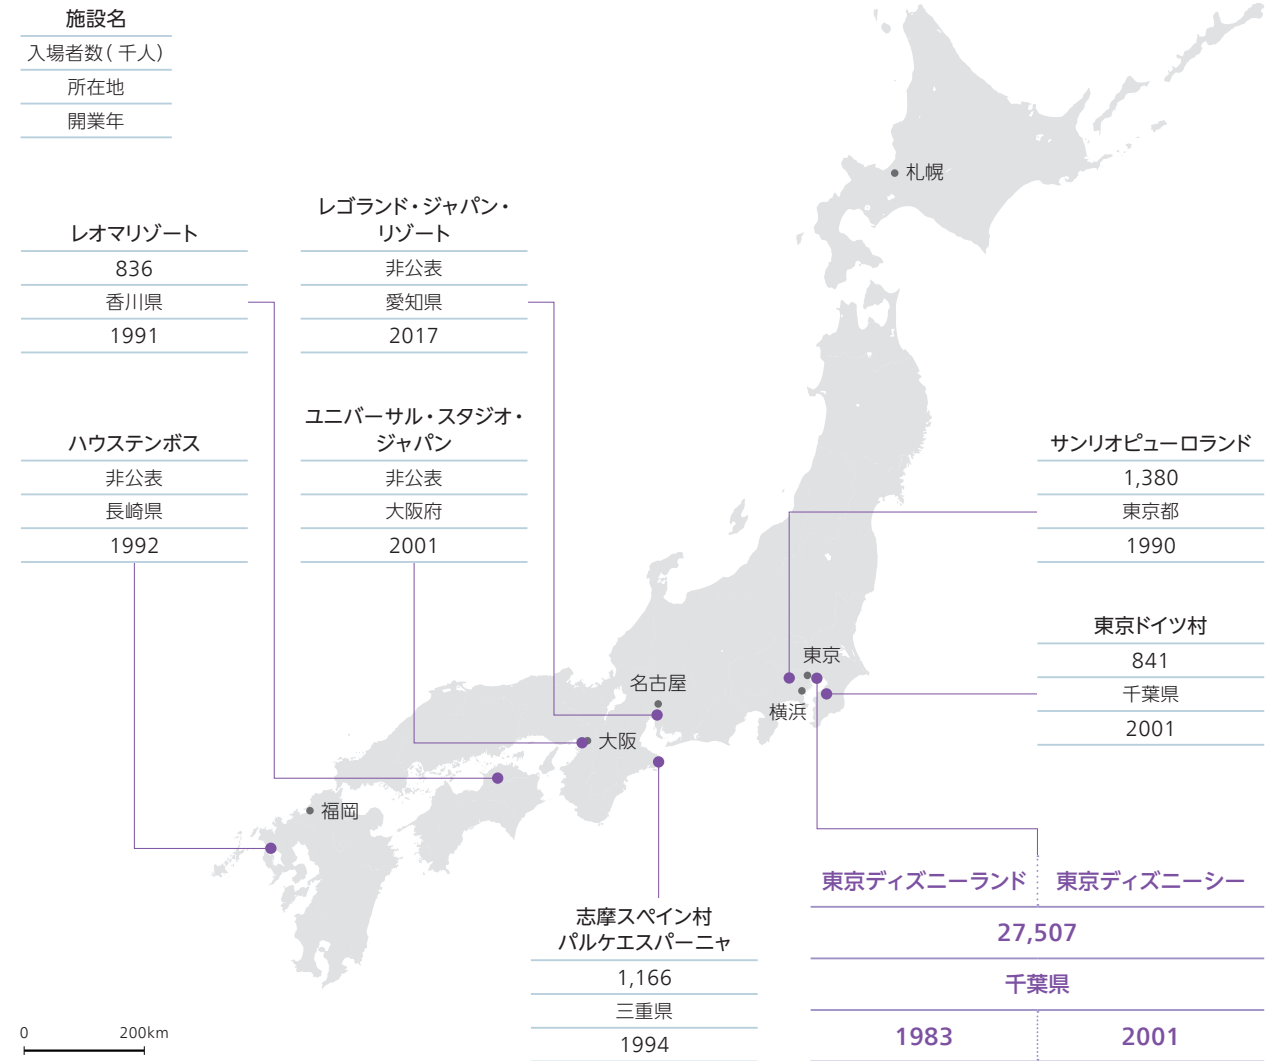 施設名
入場者数(千人)
所在地
開業年
レオマリゾート
836
香川県
1991
レゴランド・ジャパン・
リゾート
非公表
愛知県
2017
ハウステンボス
非公表
長崎県
1992
ユニバーサル・スタジオ・
ジャパン
非公表
大阪府
2001
サンリオピューロランド
1,380
東京都
1990
東京ドイツ村
841
千葉県
2001
札幌
東京
横浜
名古屋
大阪
福岡
志摩スペイン村
パルケエスパーニャ
1,166
三重県
1994
東京ディズニーランド 東京ディズニーシー
27,507
千葉県
1983 2001
0 200km